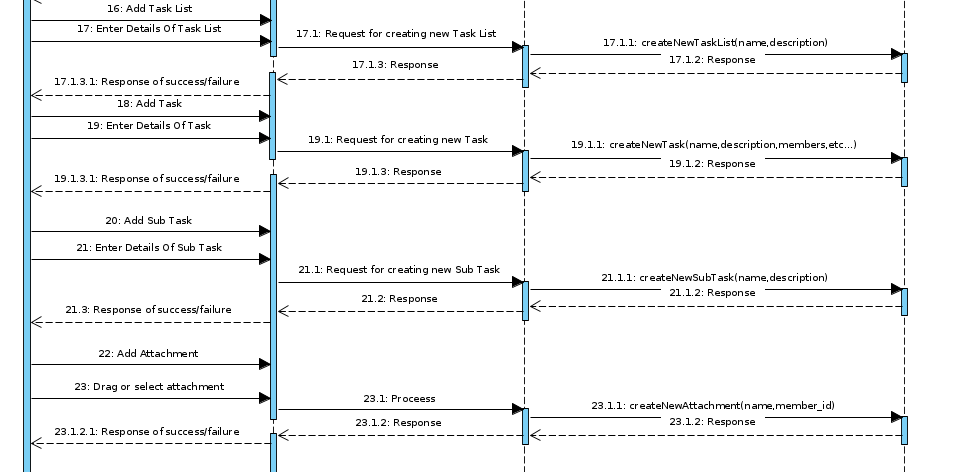 16: Add Task List
17: Enter Details Of Task List
17.1: Request for creating new Task List
17.1.1: createNewTaskList(name,description)
17.1.2: Response
17.1.3: Response
17.1.3.1: Response of success/failure
18: Add Task
19: Enter Details Of Task
19.1: Request for creating new Task
19.1.1: createNewTask(name,description,members,etc...)
19.1.2: Response
19.1.3: Response
19.1.3.1: Response of success/failure
20: Add Sub Task
21: Enter Details Of Sub Task
21.1: Request for creating new Sub Task
21.1.1: createNewSubTask(name,description)
21.1.2: Response
21.2: Response
21.3: Response of success/failure
22: Add Attachment
23: Drag or select attachment
23.1: Proceess
23.1.1: createNewAttachment(name,member_id)
23.1.2: Response
23.1.2: Response
23.1.2.1: Response of success/failure